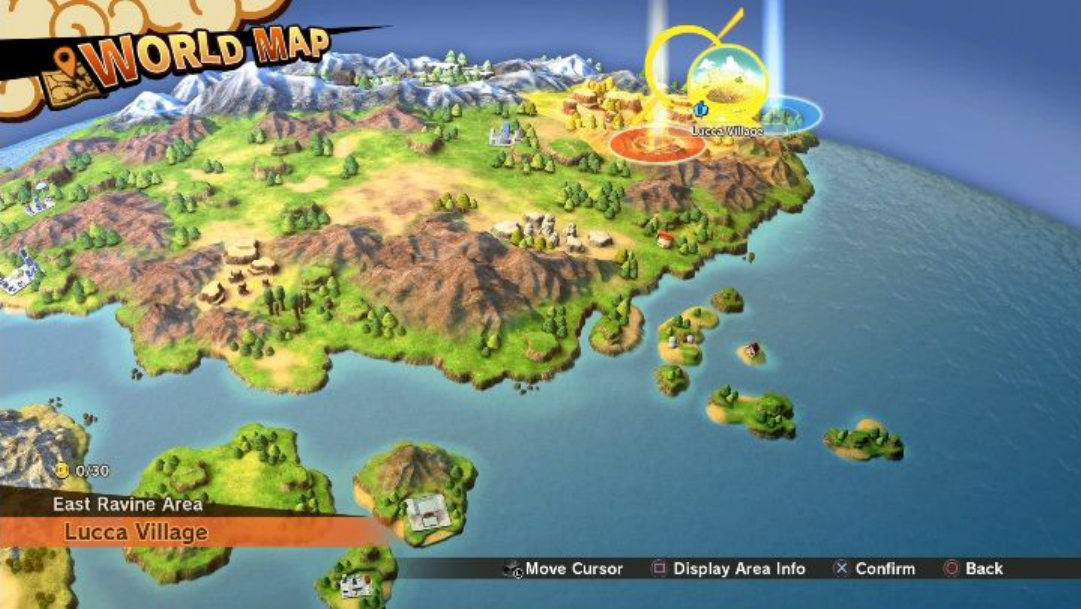 WORLD MAP
Lucca Village
0/30
East Ravine Area
Lucca Village
Move Cursor Display Area Info Confirm Back